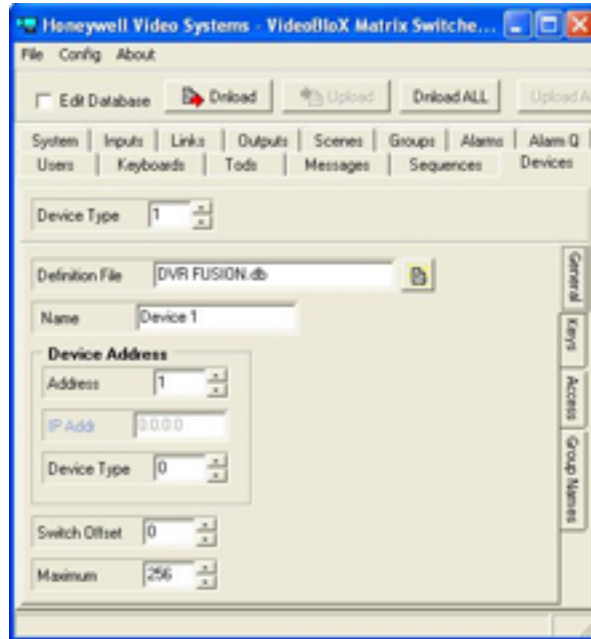 Honeywell Video Systems - VideoBloX Matrix Switche...
File Config About
Edit Database Dnload Upload Dnload ALL Upload A
System Inputs Links Outputs Scenes Groups Alarms Alarm Q
Users Keyboards Tods Messages Sequences Devices
Device Type 1
Definition File DVR FUSION.db
Name Device 1
Device Address
Address 1
IP Addr 0.0.0.0
Device Type 0
Switch Offset 0
Maximum 256
General
Keys
Access
Group Names